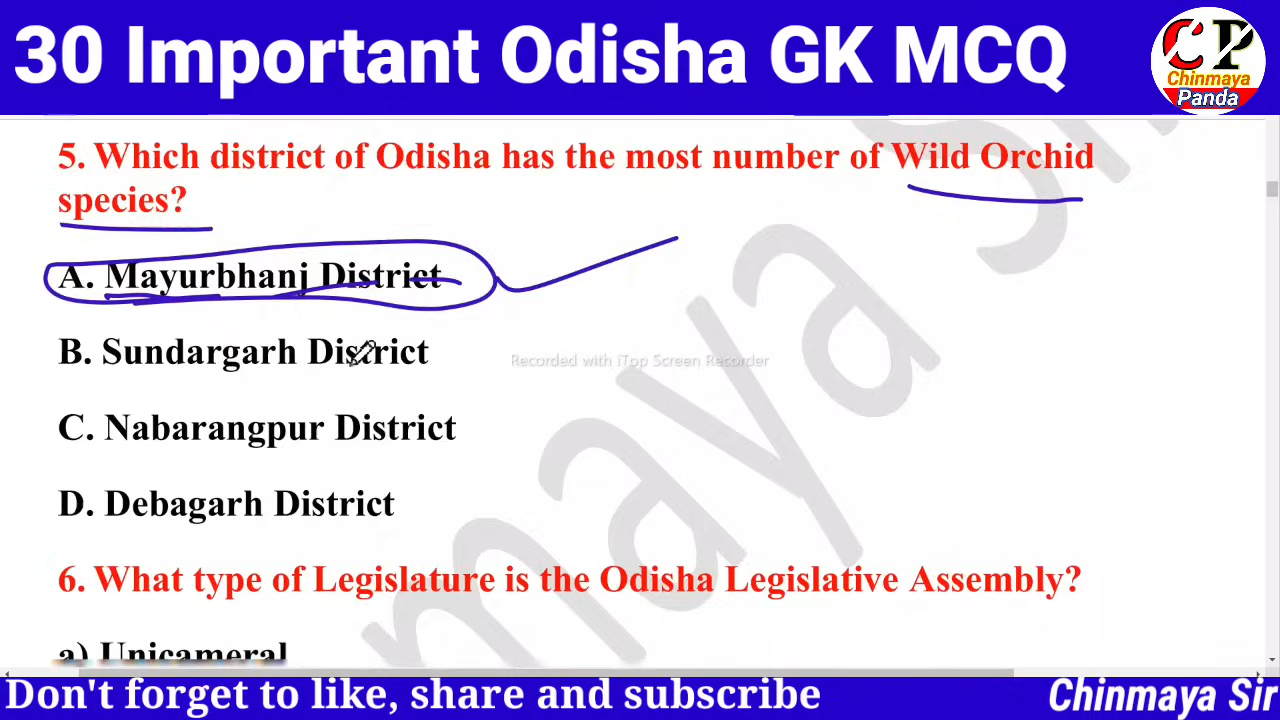 30 Important Odisha GK MCQ
CP
Chinmaya
Panda
5. Which district of Odisha has the most number of Wild Orchid
species?
A. Mayurbhanj District
B. Sundargarh District
Recorded with iTop Screen Recorder
C. Nabarangpur District
D. Debagarh District
6. What type of Legislature is the Odisha Legislative Assembly?
a) Unicameral
Don't forget to like, share and subscribe
Chinmaya Sir